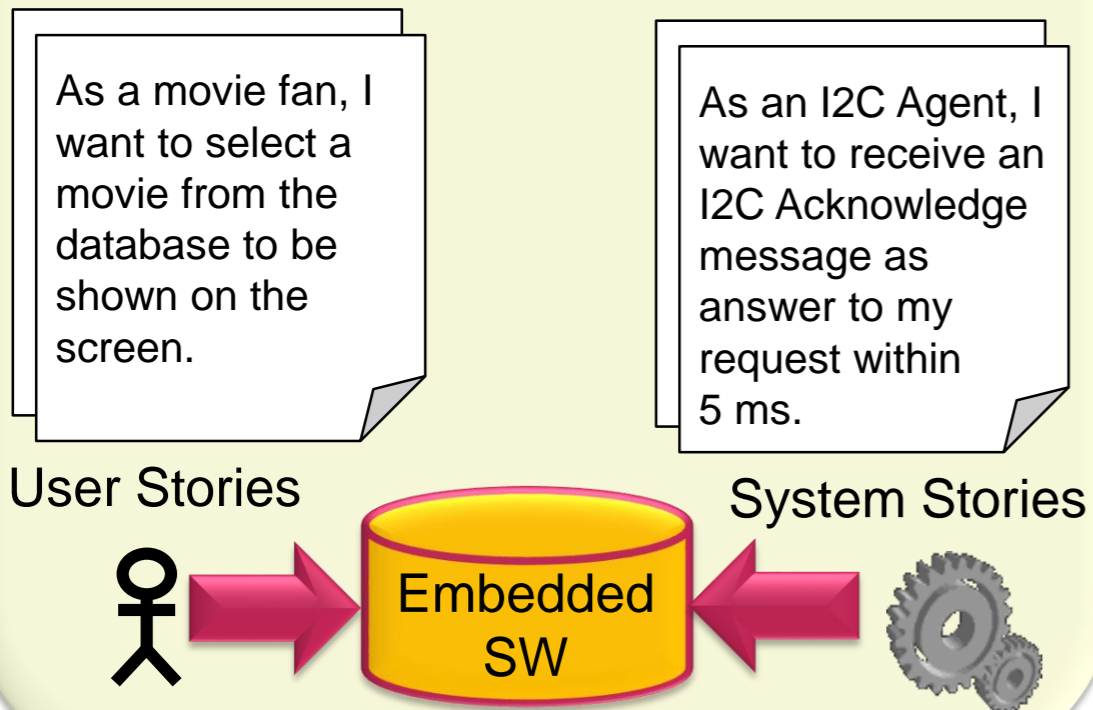 As a movie fan, I
want to select a
movie from the
database to be
shown on the
screen.
As an I2C Agent, I
want to receive an
I2C Acknowledge
message as
answer to my
request within
5 ms.
User Stories
System Stories
Embedded
SW